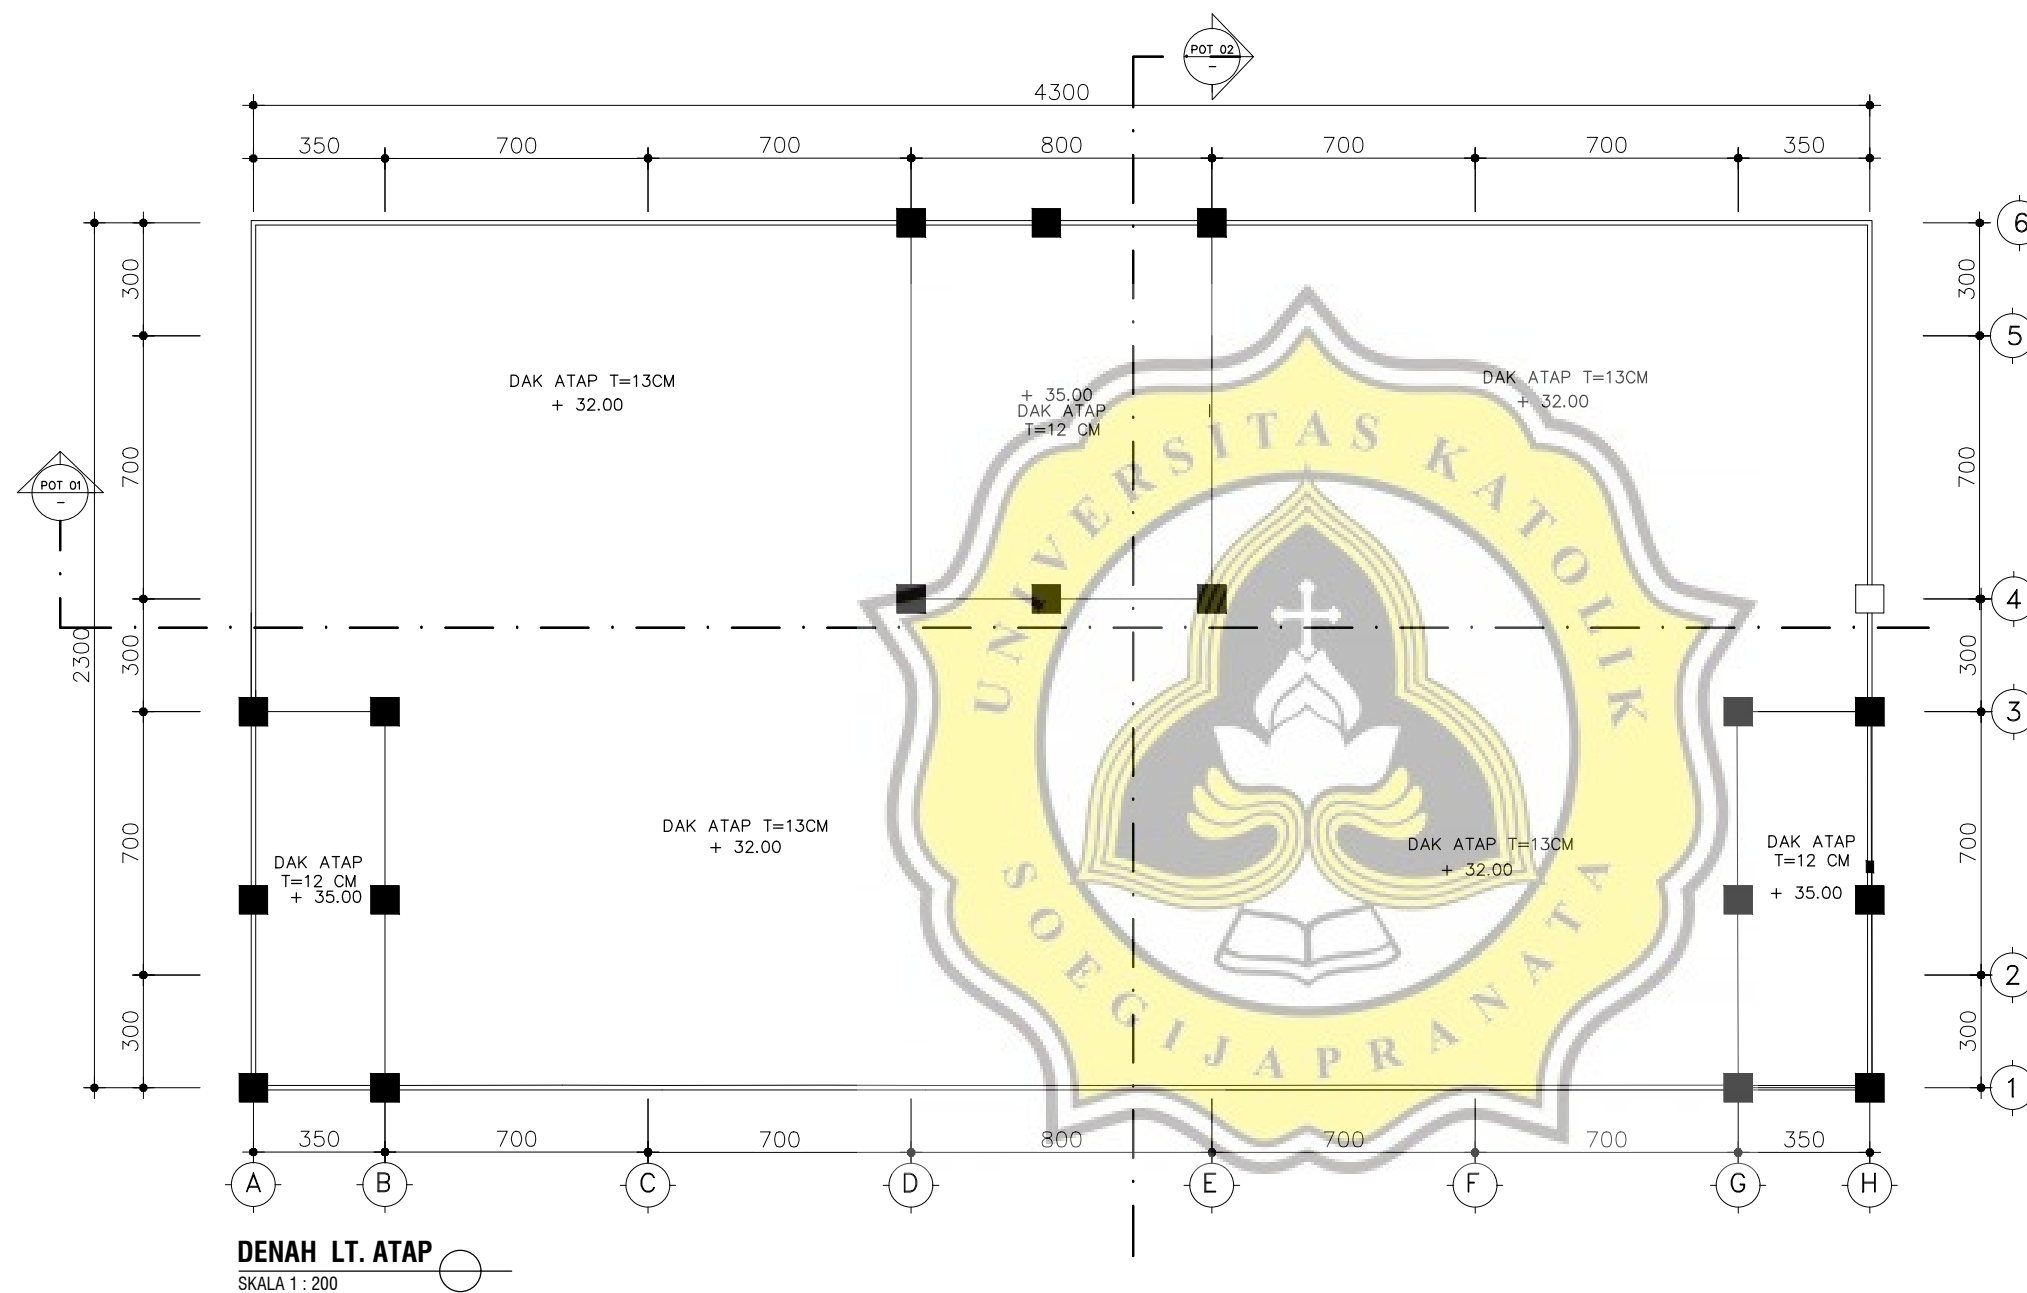 POT 02
-
4300
350 700 700 800 700 700 350
6
300 300
5
DAK ATAP T=13CM
+ 32.00
+ 35.00
DAK ATAP
T=12 CM
DAK ATAP T=13CM
+ 32.00
UNIVERSITAS KATOLIK
700 700
POT 01
-
4
2300
300 300
3
DAK ATAP T=13CM
+ 32.00
DAK ATAP T=13CM
+ 32.00
700 700
DAK ATAP
T=12 CM
+ 35.00
DAK ATAP
T=12 CM
+ 35.00
SOEGIJAPRANATA
2
300 300
1
350 700 700 800 700 700 350
A B C D E F G H
DENAH LT. ATAP
SKALA 1 : 200